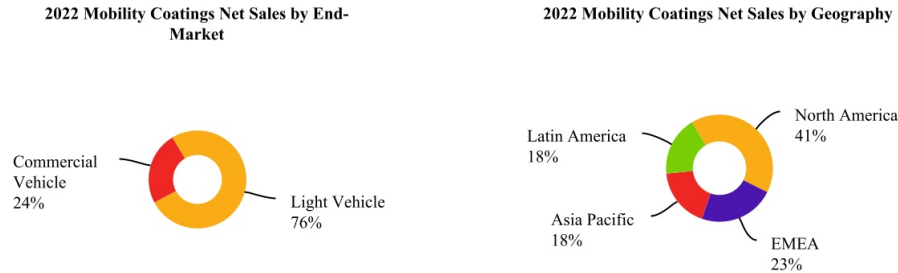 2022 Mobility Coatings Net Sales by End-
Market
Commercial
Vehicle
24%
Light Vehicle
76%
2022 Mobility Coatings Net Sales by Geography
North America
41%
Latin America
18%
Asia Pacific
18%
EMEA
23%